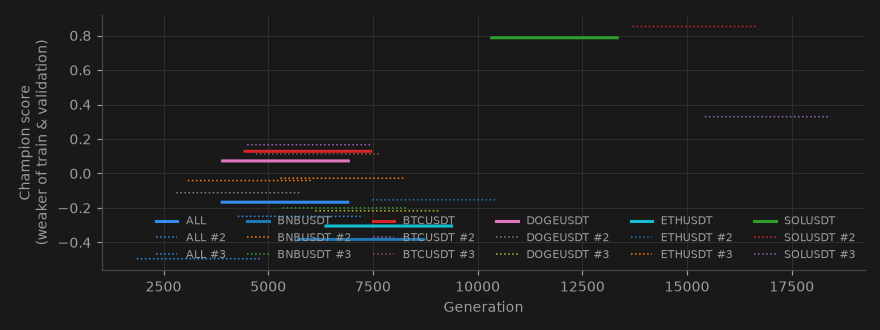 Champion score
(weaker of train & validation)
0.8
0.6
0.4
0.2
0.0
−0.2
−0.4
ALL BNBUSDT BTCUSDT DOGEUSDT ETHUSDT SOLUSDT
ALL #2 BNBUSDT #2 BTCUSDT #2 DOGEUSDT #2 ETHUSDT #2 SOLUSDT #2
ALL #3 BNBUSDT #3 BTCUSDT #3 DOGEUSDT #3 ETHUSDT #3 SOLUSDT #3
2500 5000 7500 10000 12500 15000 17500
Generation